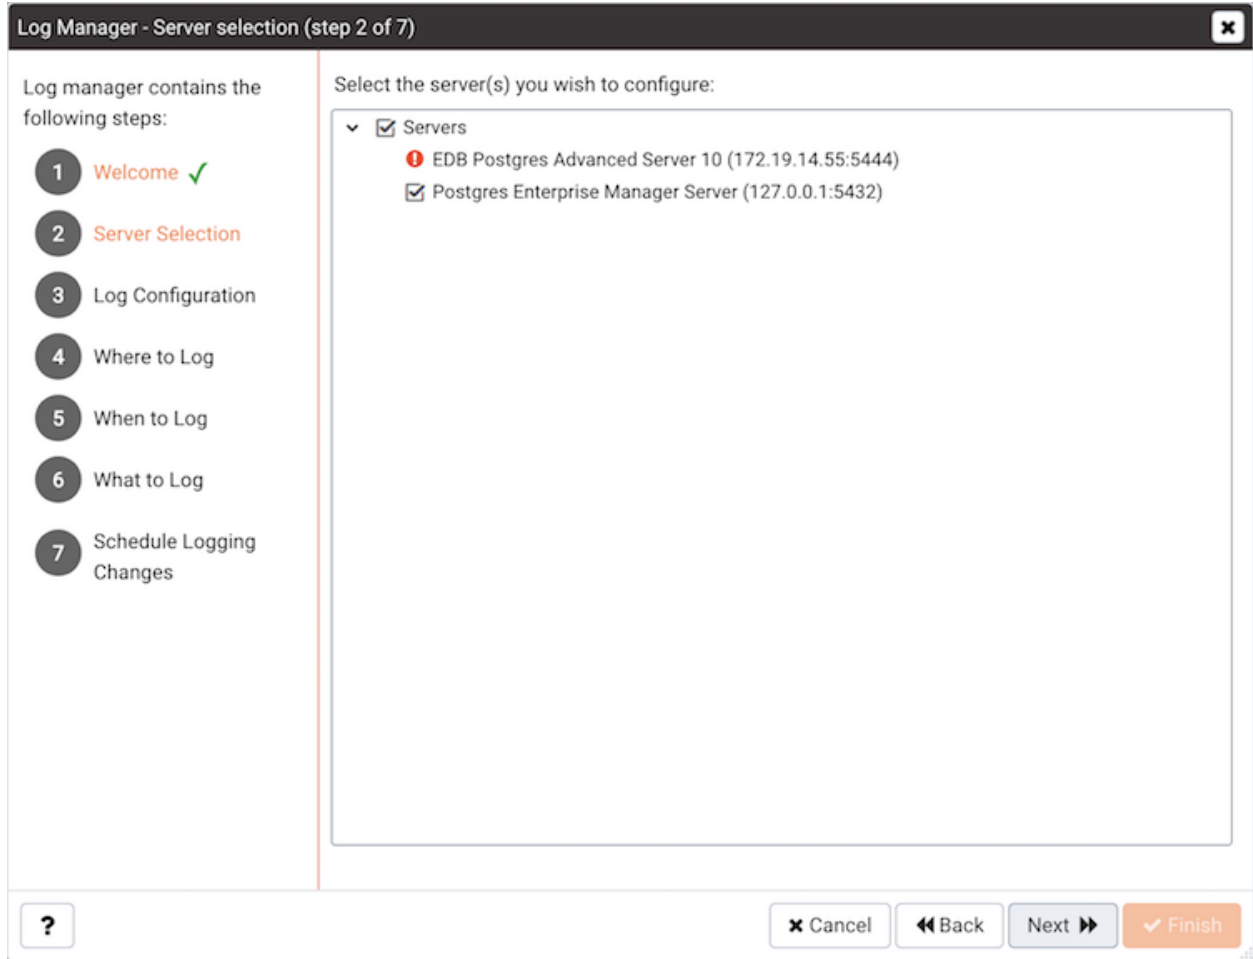 Log Manager - Server selection (step 2 of 7)
Log manager contains the
following steps:
1 Welcome
2 Server Selection
3 Log Configuration
4 Where to Log
5 When to Log
6 What to Log
7 Schedule Logging
Changes
Select the server(s) you wish to configure:
Servers
EDB Postgres Advanced Server 10 (172.19.14.55:5444)
Postgres Enterprise Manager Server (127.0.0.1:5432)
? Cancel Back Next Finish